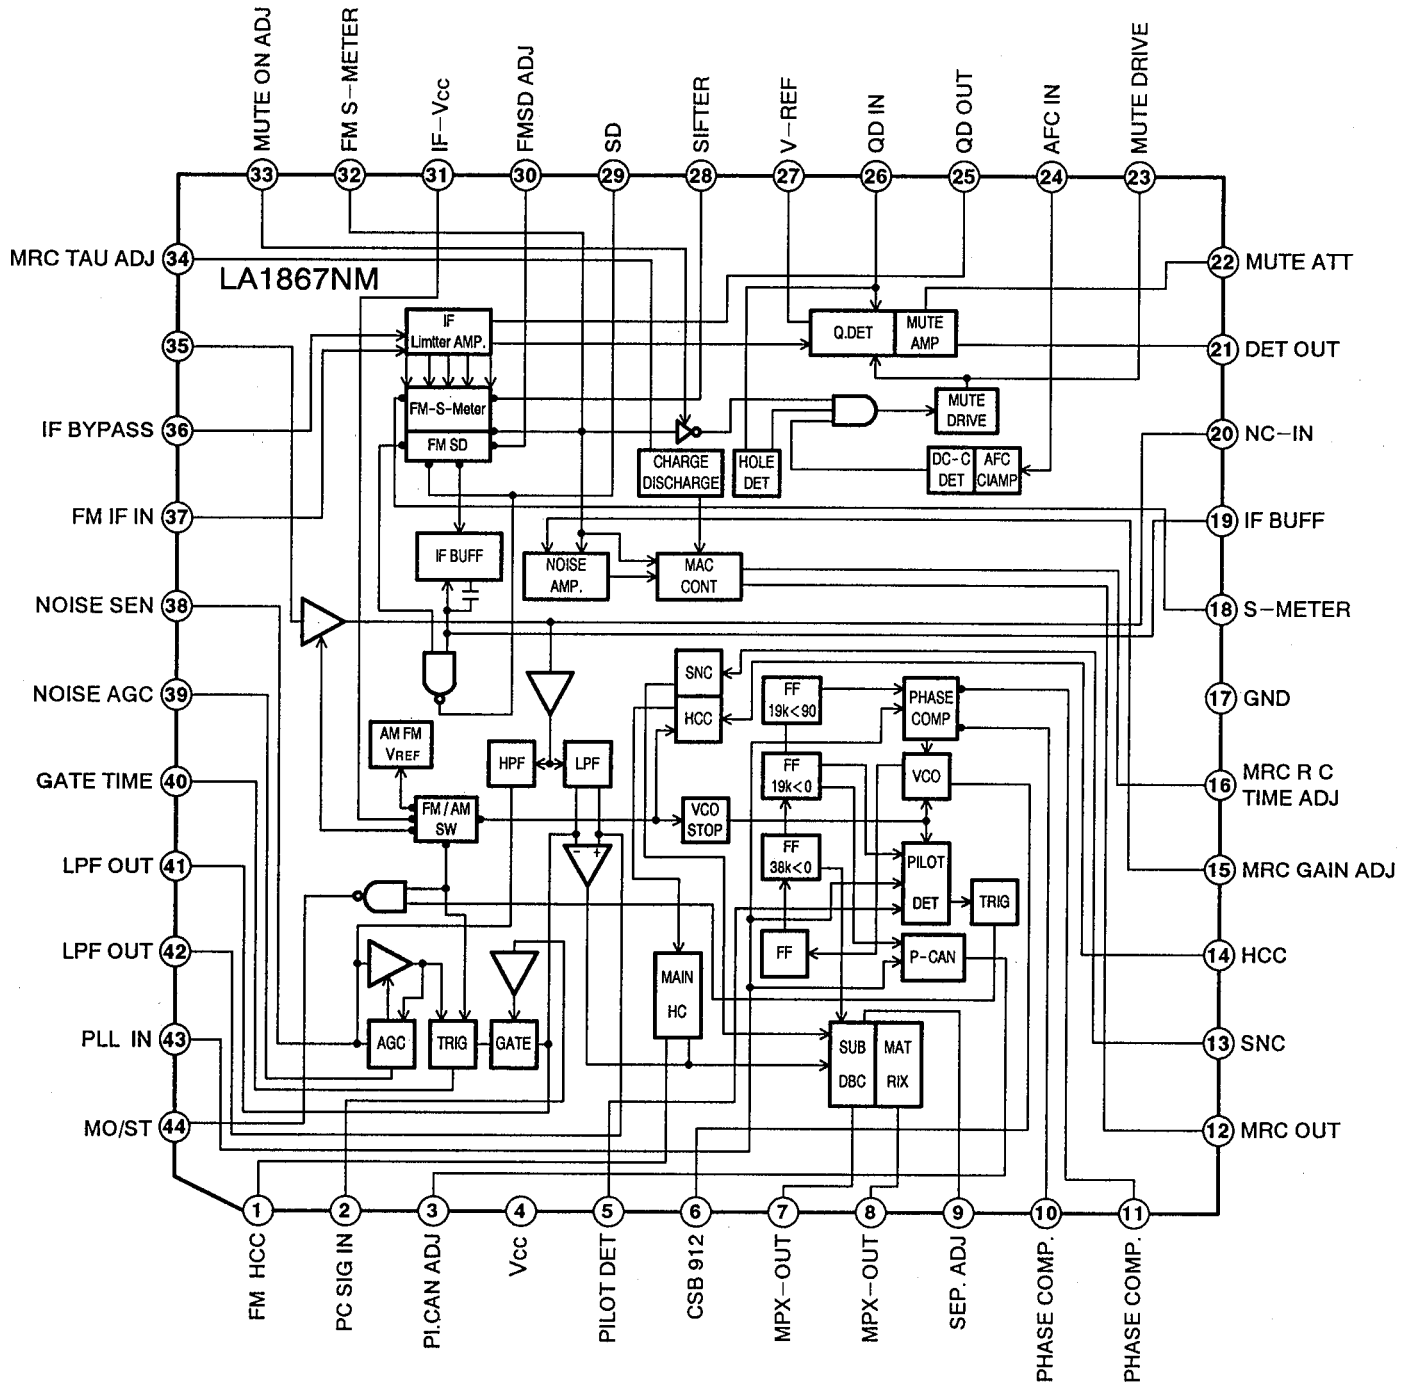 MUTE ON ADJ
FM S-METER
IF-Vcc
FMSD ADJ
SD
SIFTER
V-REF
QD IN
QD OUT
AFC IN
MUTE DRIVE
33
32
31
30
29
28
27
26
25
24
23
MRC TAU ADJ 34
35
IF BYPASS 36
FM IF IN 37
NOISE SEN 38
NOISE AGC 39
GATE TIME 40
LPF OUT 41
LPF OUT 42
PLL IN 43
MO/ST 44
LA1867NM
IF
Limtter AMP.
FM-S-Meter
FM SD
Q.DET
MUTE
AMP
MUTE
DRIVE
CHARGE
DISCHARGE
HOLE
DET
DC-C
DET
AFC
CIAMP
IF BUFF
NOISE
AMP.
MAC
CONT
SNC
HCC
FF
19k<90
PHASE
COMP
AM FM
VREF
HPF
LPF
FF
19k<0
VCO
FM/AM
SW
VCO
STOP
- +
FF
38k<0
PILOT
DET
TRIG
FF
P-CAN
MAIN
HC
AGC
TRIG
GATE
SUB
DBC
MAT
RIX
22 MUTE ATT
21 DET OUT
20 NC-IN
19 IF BUFF
18 S-METER
17 GND
16 MRC R C
TIME ADJ
15 MRC GAIN ADJ
14 HCC
13 SNC
12 MRC OUT
1
2
3
4
5
6
7
8
9
10
11
FM HCC
PC SIG IN
PI.CAN ADJ
Vcc
PILOT DET
CSB 912
MPX-OUT
MPX-OUT
SEP. ADJ
PHASE COMP.
PHASE COMP.